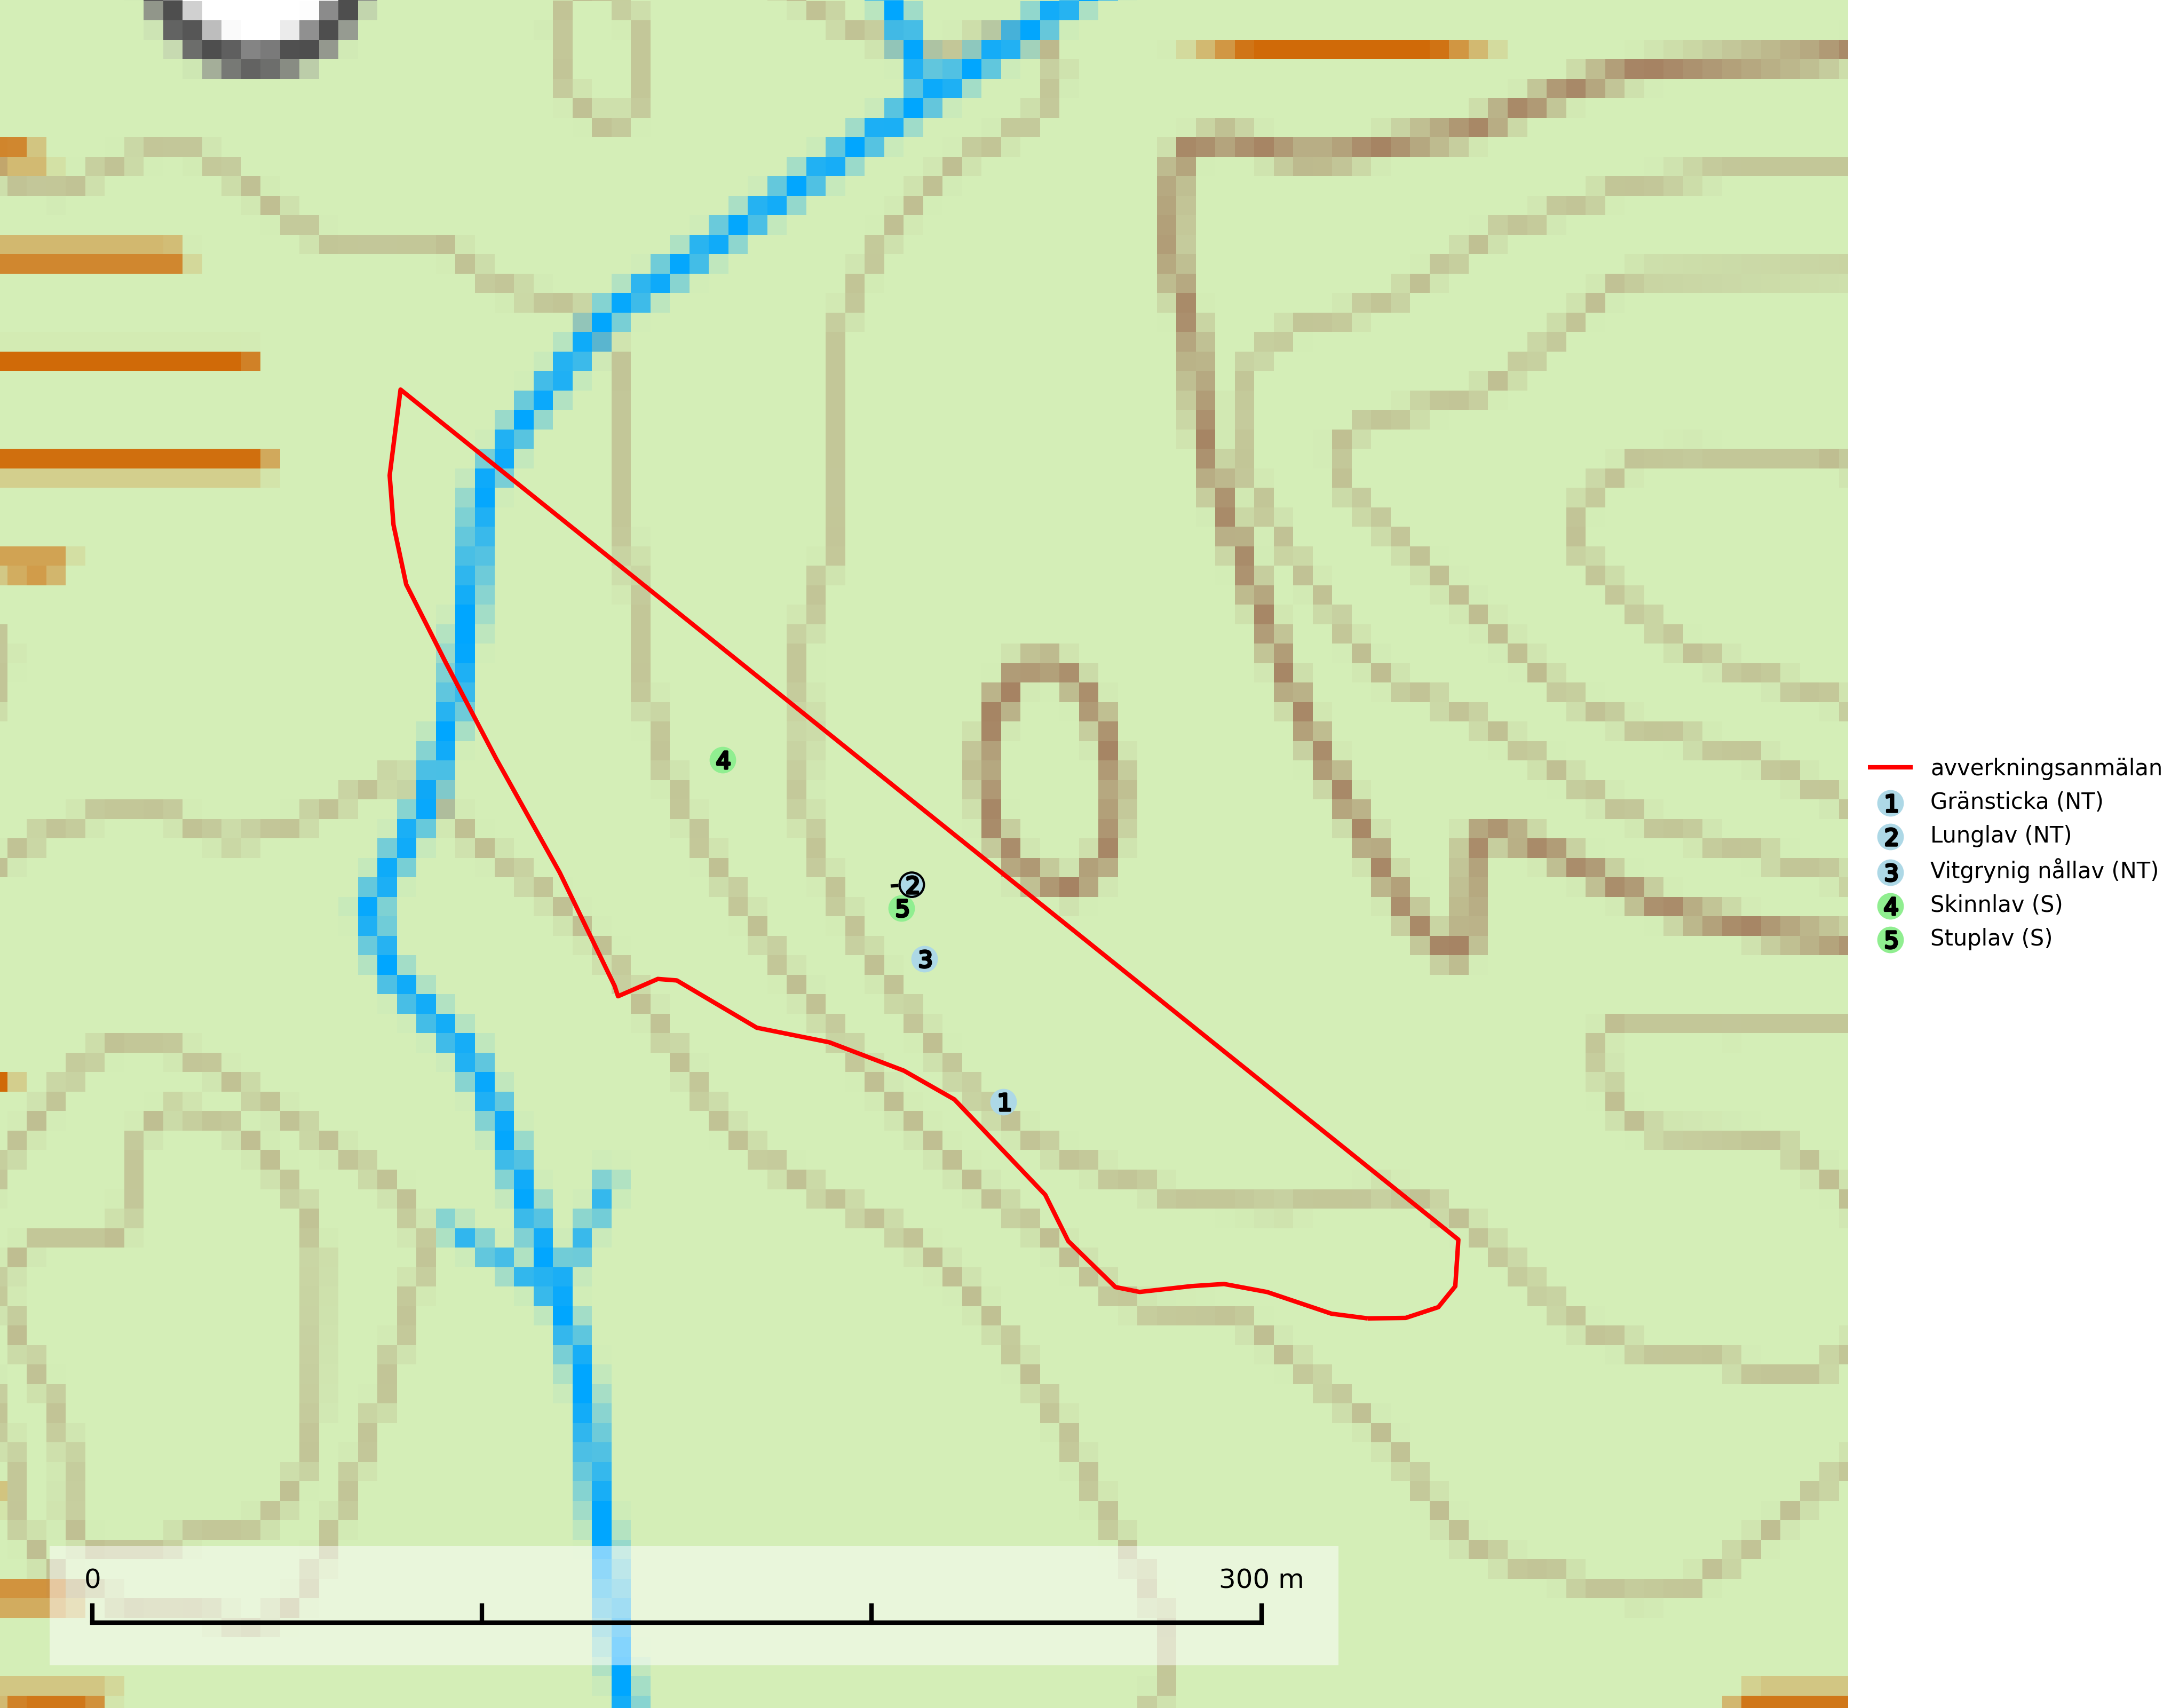 4
2
5
3
1
0
300 m
avverkningsanmälan
1 Gränsticka (NT)
2 Lunglav (NT)
3 Vitgrynig nållav (NT)
4 Skinnlav (S)
5 Stuplav (S)